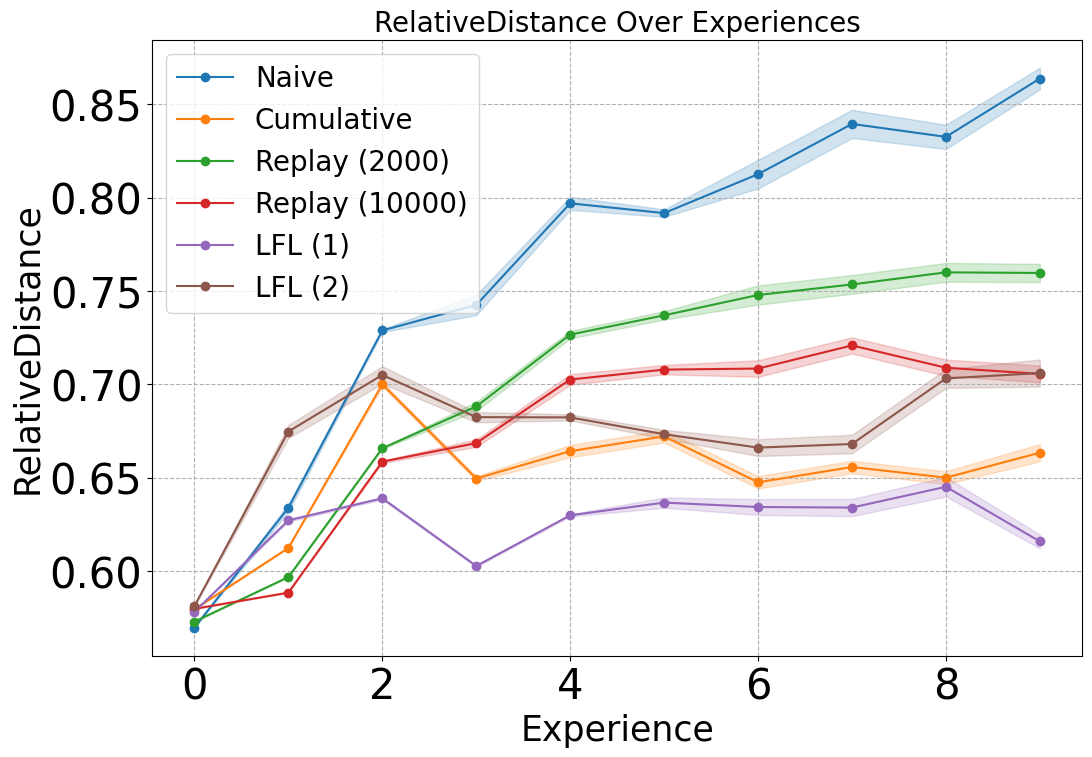 RelativeDistance Over Experiences
Naive
Cumulative
Replay (2000)
Replay (10000)
LFL (1)
LFL (2)
RelativeDistance
0.85
0.80
0.75
0.70
0.65
0.60
0 2 4 6 8
Experience